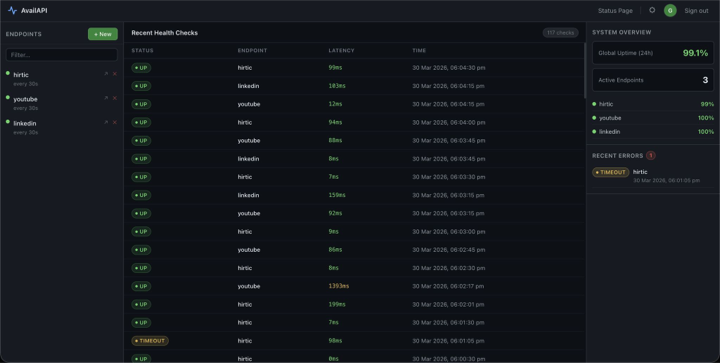 AvailAPI
Status Page
G
Sign out
ENDPOINTS
+ New
Filter...
hirtic
every 30s
youtube
every 30s
linkedin
every 30s
Recent Health Checks
117 checks
STATUS ENDPOINT LATENCY TIME
UP hirtic 99ms 30 Mar 2026, 06:04:30 pm
UP linkedin 103ms 30 Mar 2026, 06:04:15 pm
UP youtube 12ms 30 Mar 2026, 06:04:15 pm
UP hirtic 94ms 30 Mar 2026, 06:04:00 pm
UP youtube 88ms 30 Mar 2026, 06:03:45 pm
UP linkedin 8ms 30 Mar 2026, 06:03:45 pm
UP hirtic 7ms 30 Mar 2026, 06:03:30 pm
UP linkedin 159ms 30 Mar 2026, 06:03:15 pm
UP youtube 92ms 30 Mar 2026, 06:03:15 pm
UP hirtic 9ms 30 Mar 2026, 06:03:00 pm
UP youtube 86ms 30 Mar 2026, 06:02:45 pm
UP hirtic 8ms 30 Mar 2026, 06:02:30 pm
UP youtube 1393ms 30 Mar 2026, 06:02:17 pm
UP hirtic 199ms 30 Mar 2026, 06:02:01 pm
UP hirtic 7ms 30 Mar 2026, 06:01:30 pm
TIMEOUT hirtic 98ms 30 Mar 2026, 06:01:05 pm
UP hirtic 30 Mar 2026, 06:00:30 pm
SYSTEM OVERVIEW
Global Uptime (24h) 99.1%
Active Endpoints 3
hirtic 99%
youtube 100%
linkedin 100%
RECENT ERRORS 1
TIMEOUT hirtic
30 Mar 2026, 06:01:05 pm